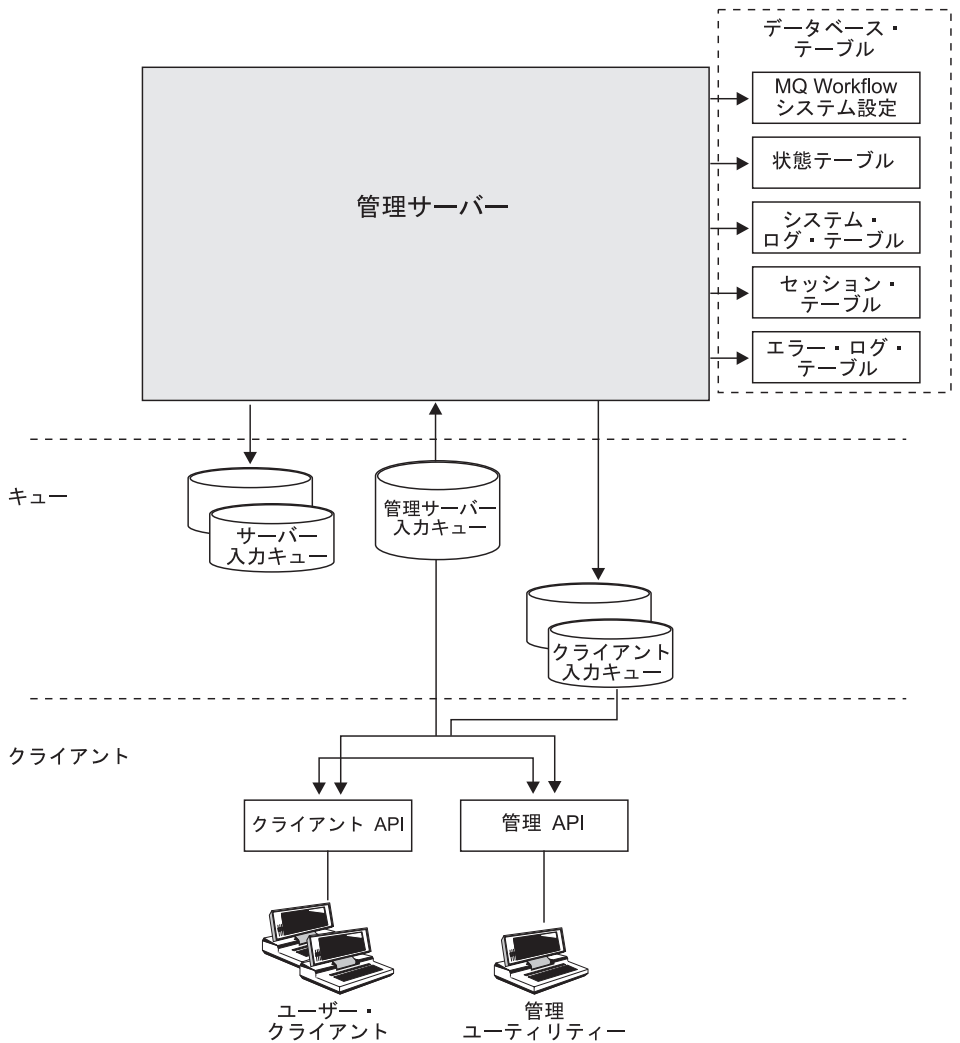 データベース・
テーブル
MQ Workflow
システム設定
状態テーブル
システム・
ログ・テーブル
セッション・
テーブル
エラー・ログ・
テーブル
管理サーバー
キュー
サーバー
入力キュー
管理サーバー
入力キュー
クライアント
入力キュー
クライアント
クライアント API
管理 API
ユーザー・
クライアント
管理
ユーティリティー